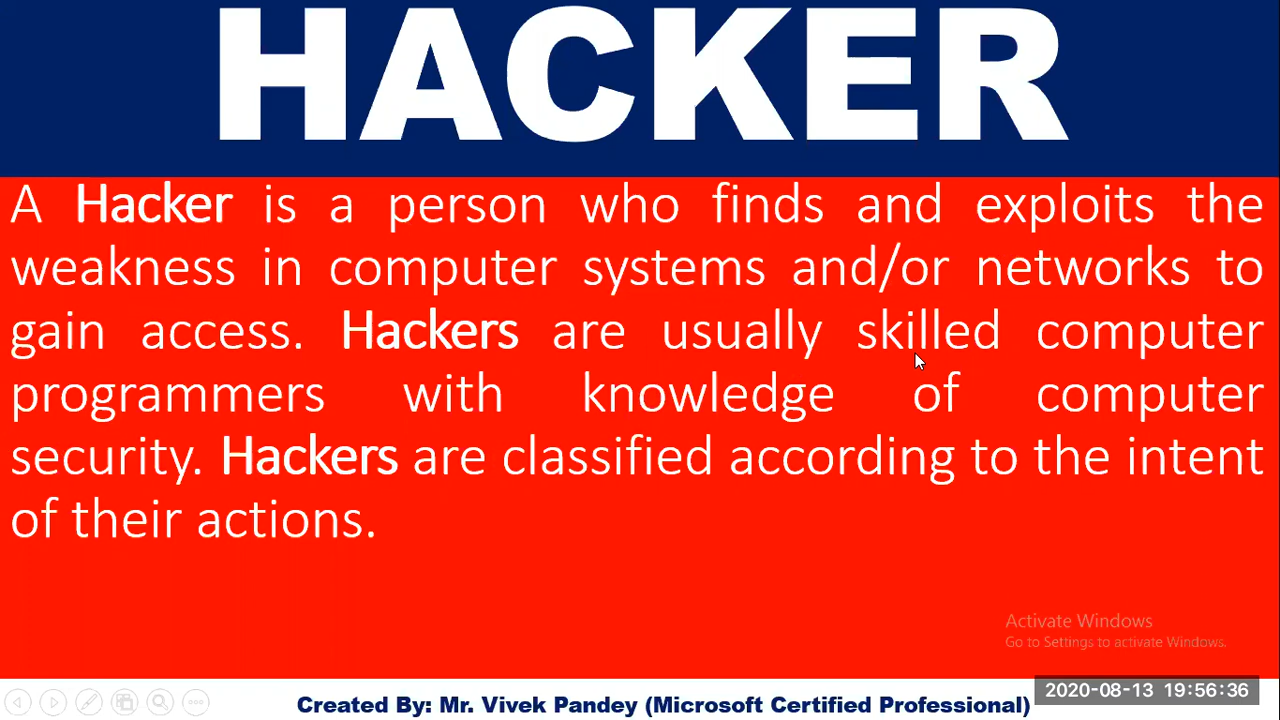 HACKER
A Hacker is a person who finds and exploits the
weakness in computer systems and/or networks to
gain access. Hackers are usually skilled computer
programmers with knowledge of computer
security. Hackers are classified according to the intent
of their actions.
Activate Windows
Go to Settings to activate Windows.
2020-08-13 19:56:36
Created By: Mr. Vivek Pandey (Microsoft Certified Professional)